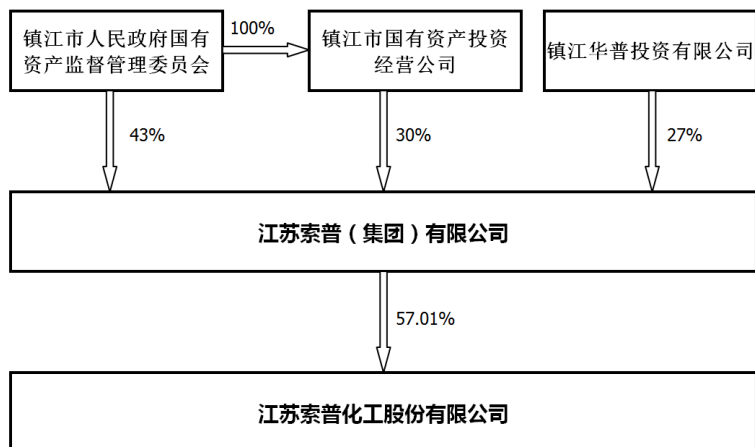 镇江市人民政府国有
资产监督管理委员会
100%
镇江市国有资产投资
经营公司
镇江华普投资有限公司
43%
30%
27%
江苏索普（集团）有限公司
57.01%
江苏索普化工股份有限公司